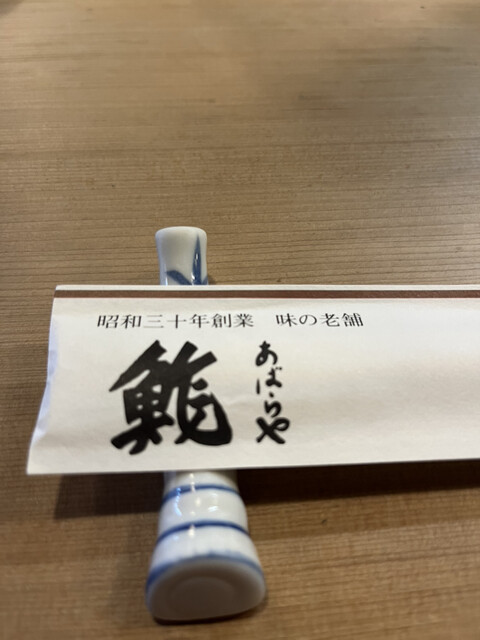 昭和三十年創業 味の老舗
鮨
あばらや